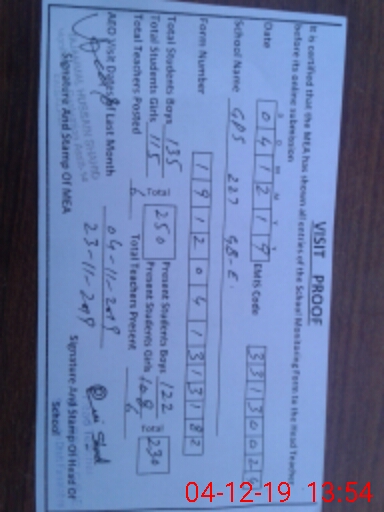 VISIT PROOF
It is certified that the MEA has shown all entries of the School Monitoring Form to the Head Teacher
before its online submission
D D M M Y Y
Date 0 4 1 2 1 9 EMIS Code 3 3 1 3 0 0 2
School Name GPS 227 GB-E.
Form Number 1 9 1 2 0 4 1 3 1 3 1 8 2
Total Students Boys 135 250 Present Students Boys 122 230
Total Students Girls 115 Present Students Girls 108
Total Teachers Posted 6 Total Teachers Present 6
AEO Visit Dates of Last Month 04-11-2019
23-11-2019
Signature And Stamp Of MEA Signature And Stamp Of Head Of
School
04-12-19 13:54